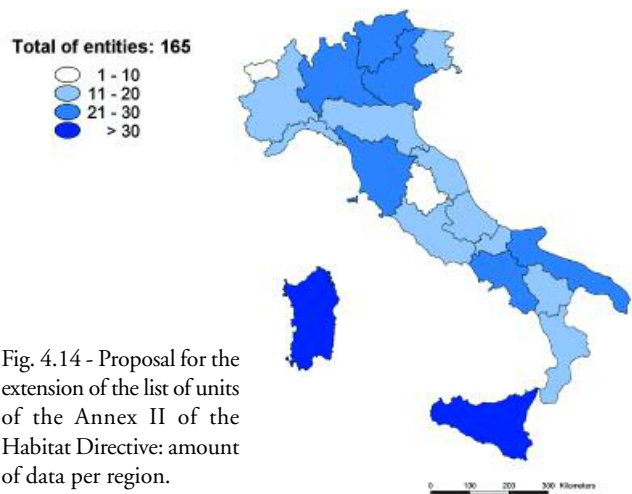 Total of entities: 165
1 - 10
11 - 20
21 - 30
> 30
Fig. 4.14 - Proposal for the
extension of the list of units
of the Annex II of the
Habitat Directive: amount
of data per region.
0 100 200 300 Kilometers